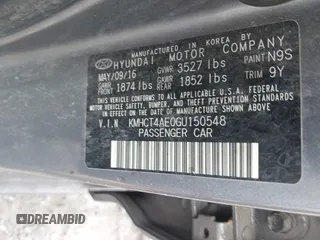 MANUFACTURED IN KOREA BY
HYUNDAI MOTOR COMPANY
MAY/09/16 GVWR 3527 lbs PAINT N9S
GAWR FRONT 1874 lbs GAWR REAR 1852 lbs TRIM 9Y
THIS VEHICLE CONFORMS TO ALL APPLICABLE
U.S. FEDERAL MOTOR VEHICLE SAFETY,
BUMPER, AND THEFT PREVENTION STANDARDS
IN EFFECT ON THE DATE OF
MANUFACTURE SHOWN ABOVE.
V.I.N KMHCT4AE0GU150548
PASSENGER CAR
DREAMBID